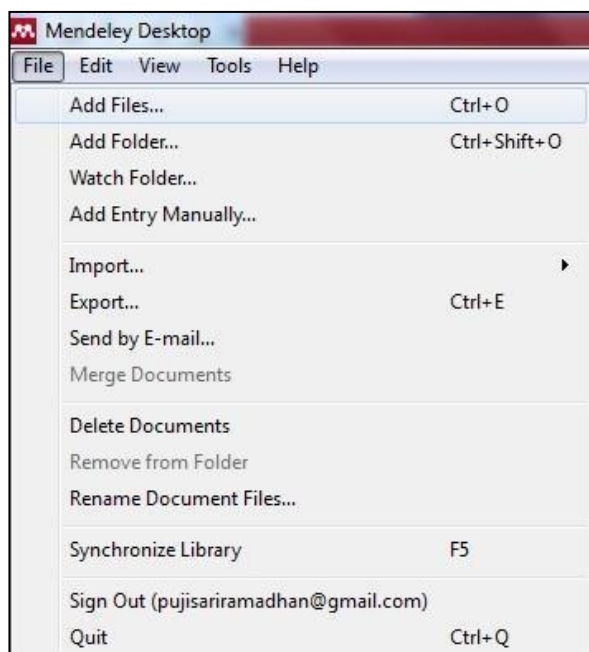 Mendeley Desktop
File Edit View Tools Help
Add Files... Ctrl+O
Add Folder... Ctrl+Shift+O
Watch Folder...
Add Entry Manually...
Import...
Export... Ctrl+E
Send by E-mail...
Merge Documents
Delete Documents
Remove from Folder
Rename Document Files...
Synchronize Library F5
Sign Out (pujisariramadhan@gmail.com)
Quit Ctrl+Q